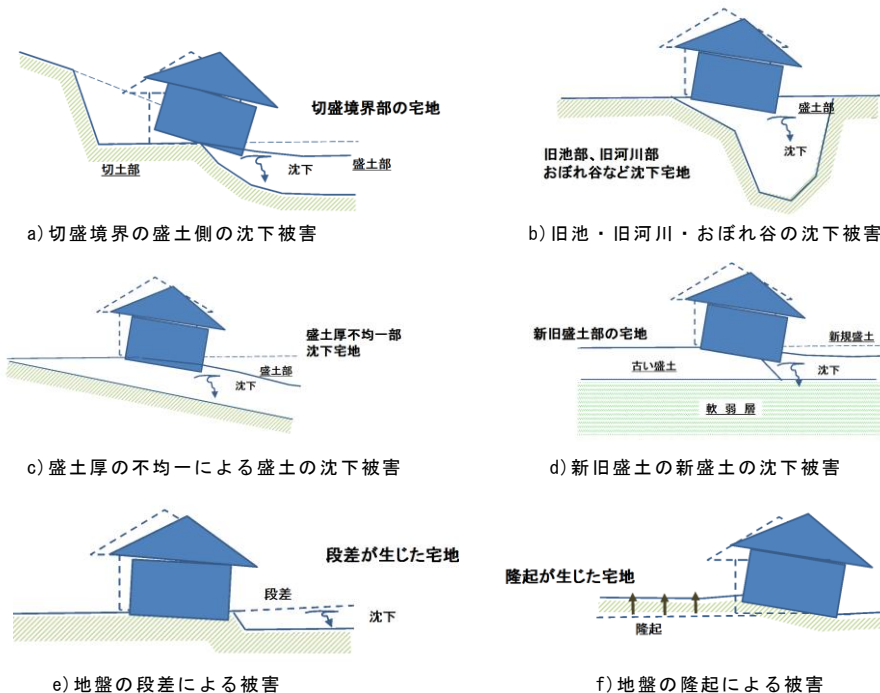 切盛境界部の宅地
切土部
沈下
盛土部
a)切盛境界の盛土側の沈下被害
盛土部
沈下
旧池部、旧河川部
おぼれ谷など沈下宅地
b)旧池・旧河川・おぼれ谷の沈下被害
盛土厚不均一部
沈下宅地
盛土部
沈下
c)盛土厚の不均一による盛土の沈下被害
新旧盛土部の宅地
新規盛土
古い盛土
沈下
軟弱層
d)新旧盛土の新盛土の沈下被害
段差が生じた宅地
段差
沈下
e)地盤の段差による被害
隆起が生じた宅地
隆起
f)地盤の隆起による被害